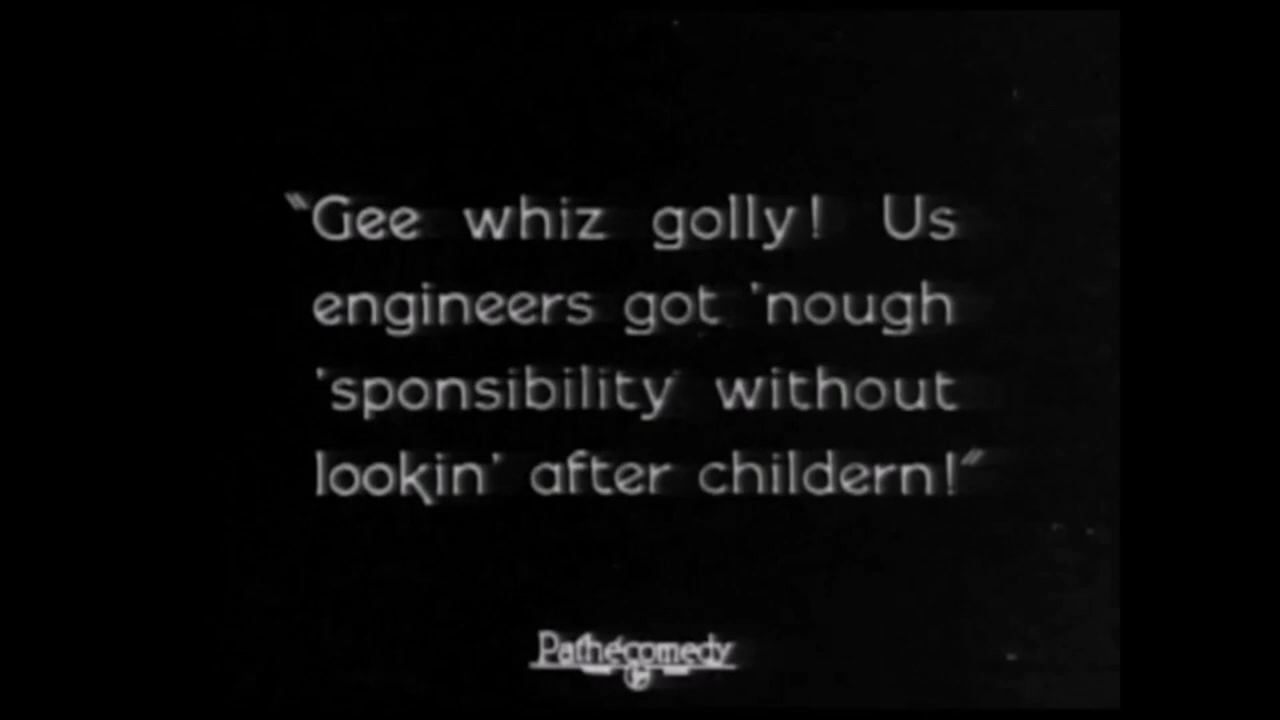 "Gee whiz golly! Us
engineers got 'nough
'sponsibility without
lookin' after childern!"
Pathécomedy